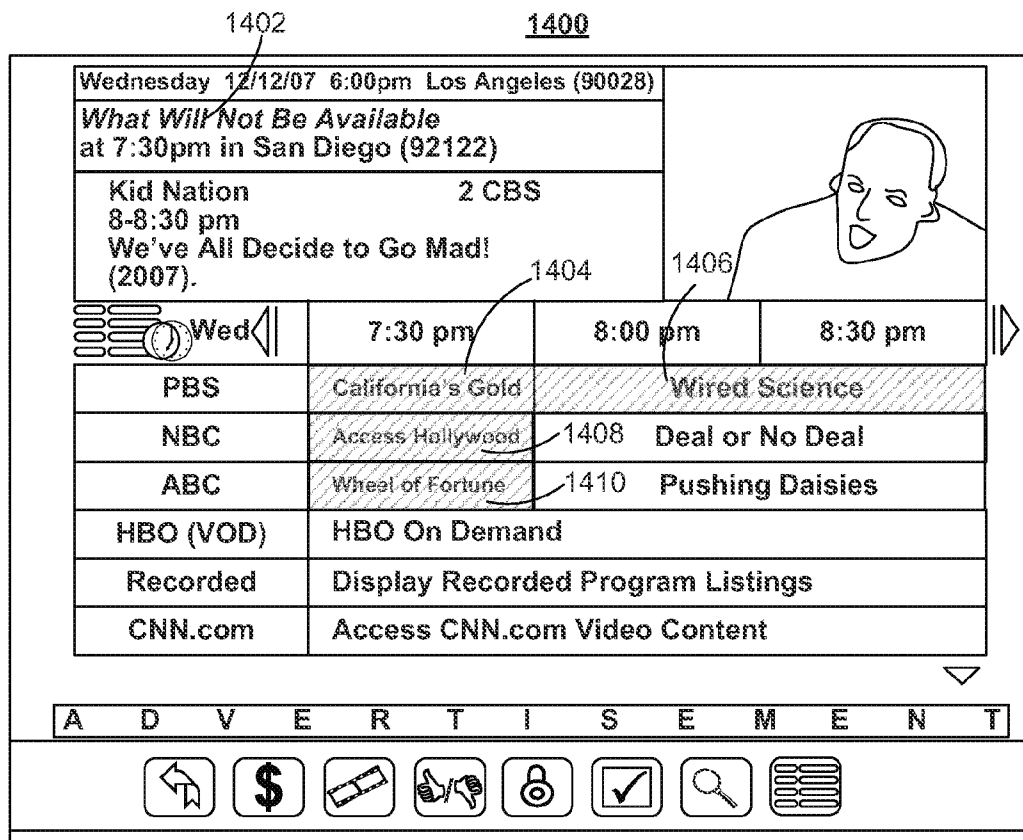 1402
1400
Wednesday 12/12/07 6:00pm Los Angeles (90028)
What Will Not Be Available
at 7:30pm in San Diego (92122)
Kid Nation 2 CBS
8-8:30 pm
We've All Decide to Go Mad!
(2007).
1404
1406
Wed 7:30 pm 8:00 pm 8:30 pm
PBS California's Gold Wired Science
NBC Access Hollywood 1408 Deal or No Deal
ABC Wheel of Fortune 1410 Pushing Daisies
HBO (VOD) HBO On Demand
Recorded Display Recorded Program Listings
CNN.com Access CNN.com Video Content
A D V E R T I S E M E N T
$